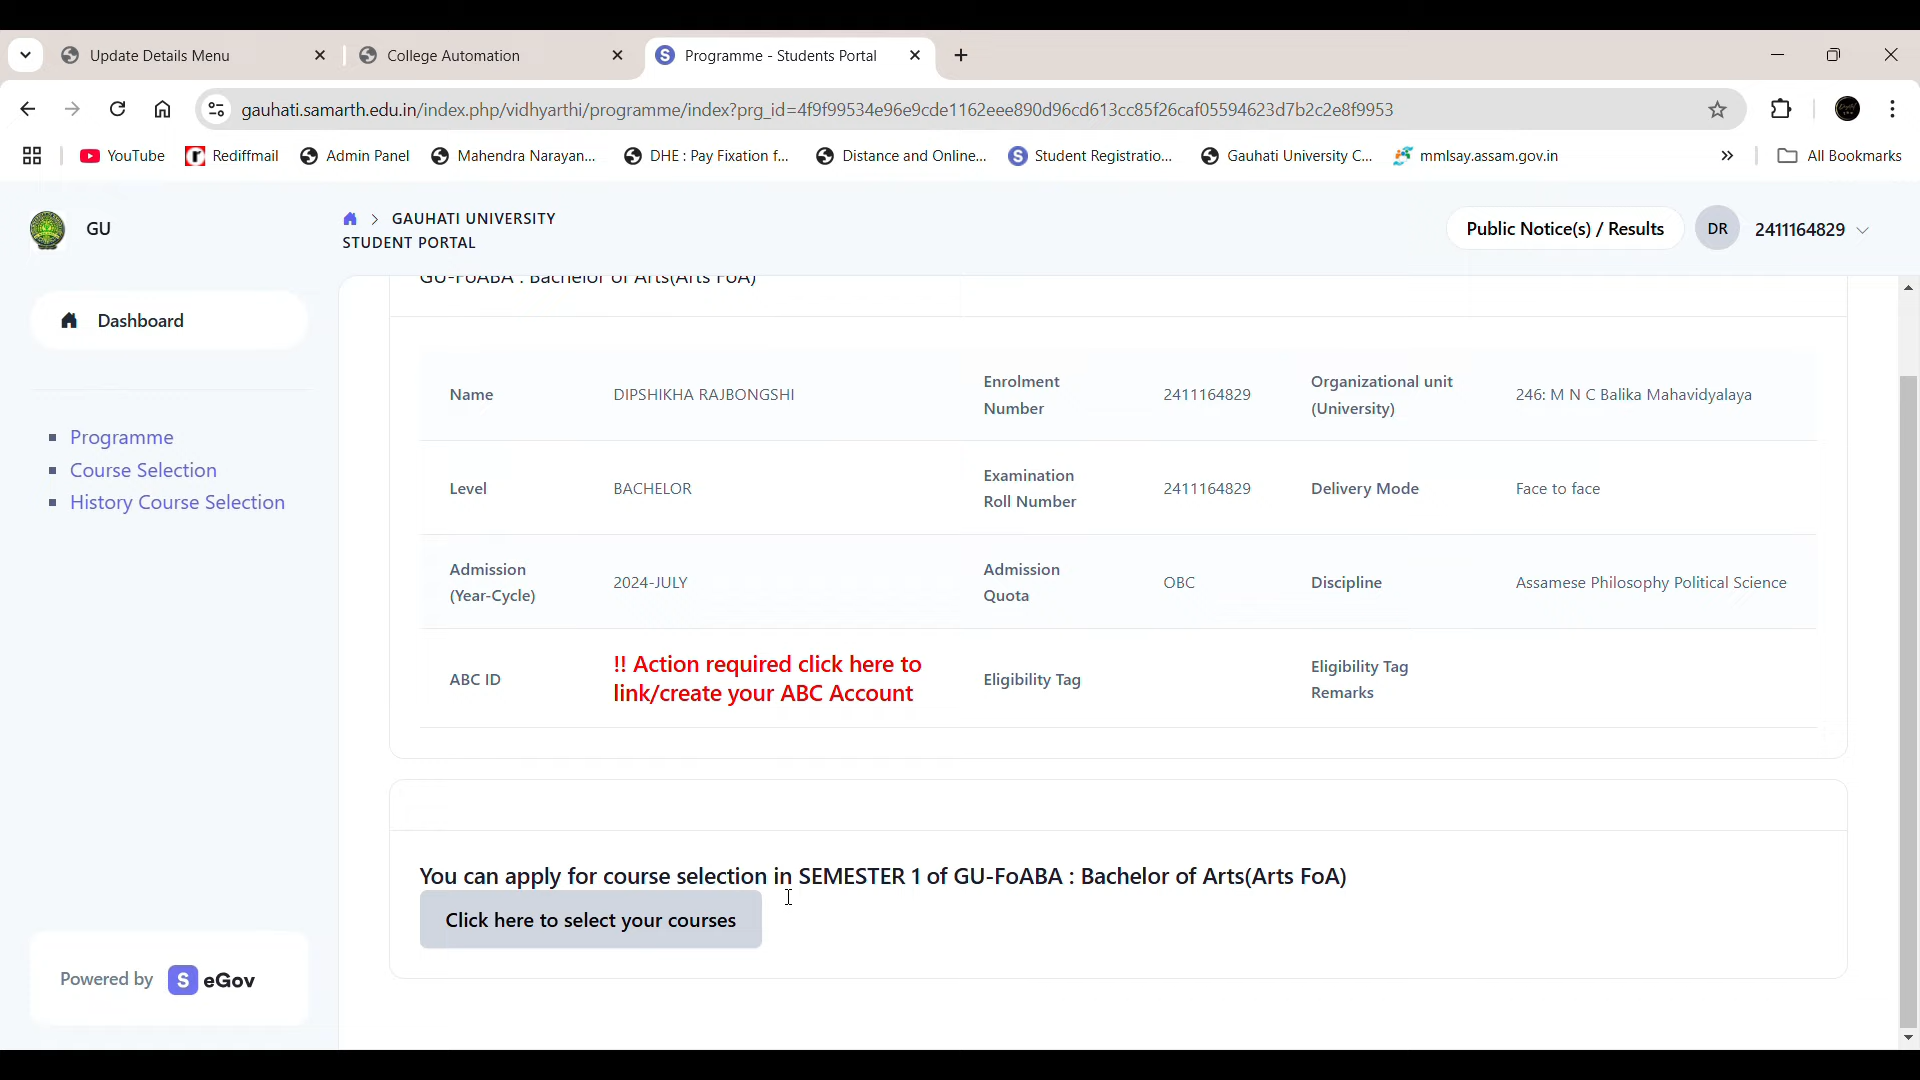 Update Details Menu
College Automation
Programme - Students Portal
gauhati.samarth.edu.in/index.php/vidhyarthi/programme/index?prg_id=4f9f99534e96e9cde1162eee890d96cd613cc85f26caf05594623d7b2c2e8f9953
YouTube
Rediffmail
Admin Panel
Mahendra Narayan...
DHE : Pay Fixation f...
Distance and Online...
Student Registratio...
Gauhati University C...
mmlsay.assam.gov.in
All Bookmarks
GU
GAUHATI UNIVERSITY
STUDENT PORTAL
Public Notice(s) / Results
DR
2411164829
Dashboard
Programme
Course Selection
History Course Selection
Powered by S eGov
GU-FoABA : Bachelor of Arts(Arts FoA)
Name
DIPSHIKHA RAJBONGSHI
Enrolment
Number
2411164829
Organizational unit
(University)
246: M N C Balika Mahavidyalaya
Level
BACHELOR
Examination
Roll Number
2411164829
Delivery Mode
Face to face
Admission
(Year-Cycle)
2024-JULY
Admission
Quota
OBC
Discipline
Assamese Philosophy Political Science
ABC ID
!! Action required click here to
link/create your ABC Account
Eligibility Tag
Eligibility Tag
Remarks
You can apply for course selection in SEMESTER 1 of GU-FoABA : Bachelor of Arts(Arts FoA)
Click here to select your courses